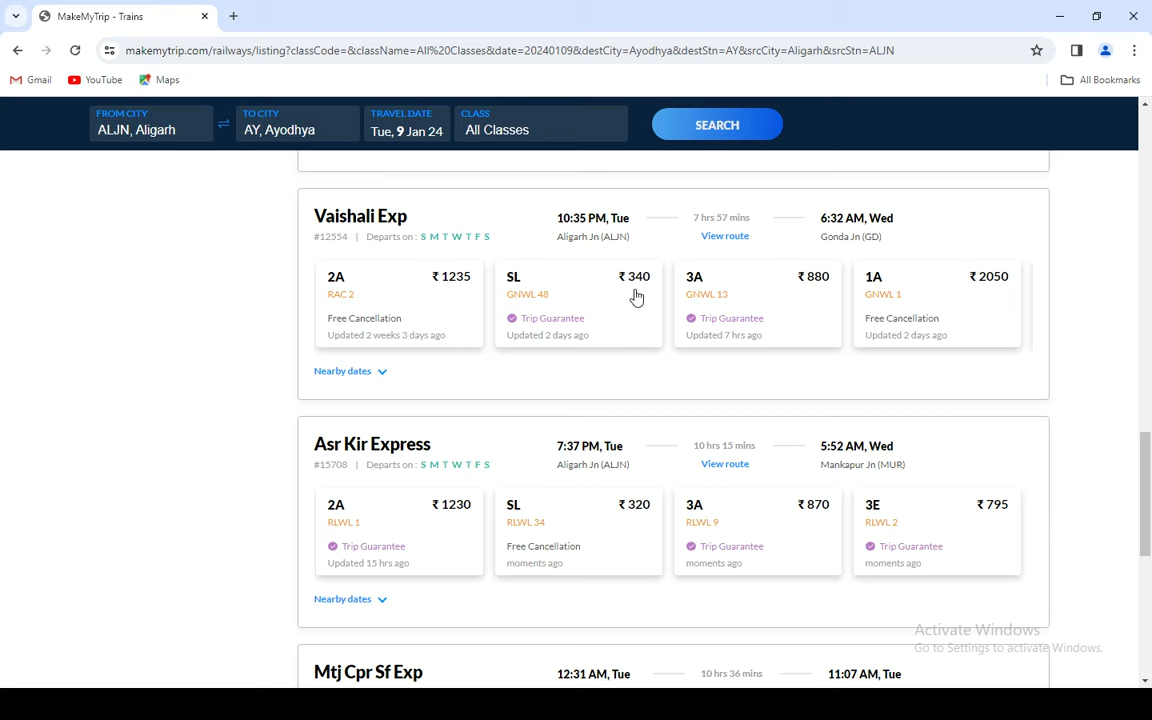 MakeMyTrip - Trains
makemytrip.com/railways/listing?classCode=&className=All%20Classes&date=20240109&destCity=Ayodhya&destStn=AY&srcCity=Aligarh&srcStn=ALJN
Gmail YouTube Maps All Bookmarks
FROM CITY TO CITY TRAVEL DATE CLASS
ALJN, Aligarh AY, Ayodhya Tue, 9 Jan 24 All Classes SEARCH
Vaishali Exp 10:35 PM, Tue 7 hrs 57 mins 6:32 AM, Wed
#12554 | Departs on : S M T W T F S Aligarh Jn (ALJN) View route Gonda Jn (GD)
2A ₹ 1235 SL ₹ 340 3A ₹ 880 1A ₹ 2050
RAC 2 GNWL 48 GNWL 13 GNWL 1
Free Cancellation Trip Guarantee Trip Guarantee Free Cancellation
Updated 2 weeks 3 days ago Updated 2 days ago Updated 7 hrs ago Updated 2 days ago
Nearby dates
Asr Kir Express 7:37 PM, Tue 10 hrs 15 mins 5:52 AM, Wed
#15708 | Departs on : S M T W T F S Aligarh Jn (ALJN) View route Mankapur Jn (MUR)
2A ₹ 1230 SL ₹ 320 3A ₹ 870 3E ₹ 795
RLWL 1 RLWL 34 RLWL 9 RLWL 2
Trip Guarantee Free Cancellation Trip Guarantee Trip Guarantee
Updated 15 hrs ago moments ago moments ago moments ago
Nearby dates
Activate Windows
Go to Settings to activate Windows.
Mtj Cpr Sf Exp 12:31 AM, Tue 10 hrs 36 mins 11:07 AM, Tue